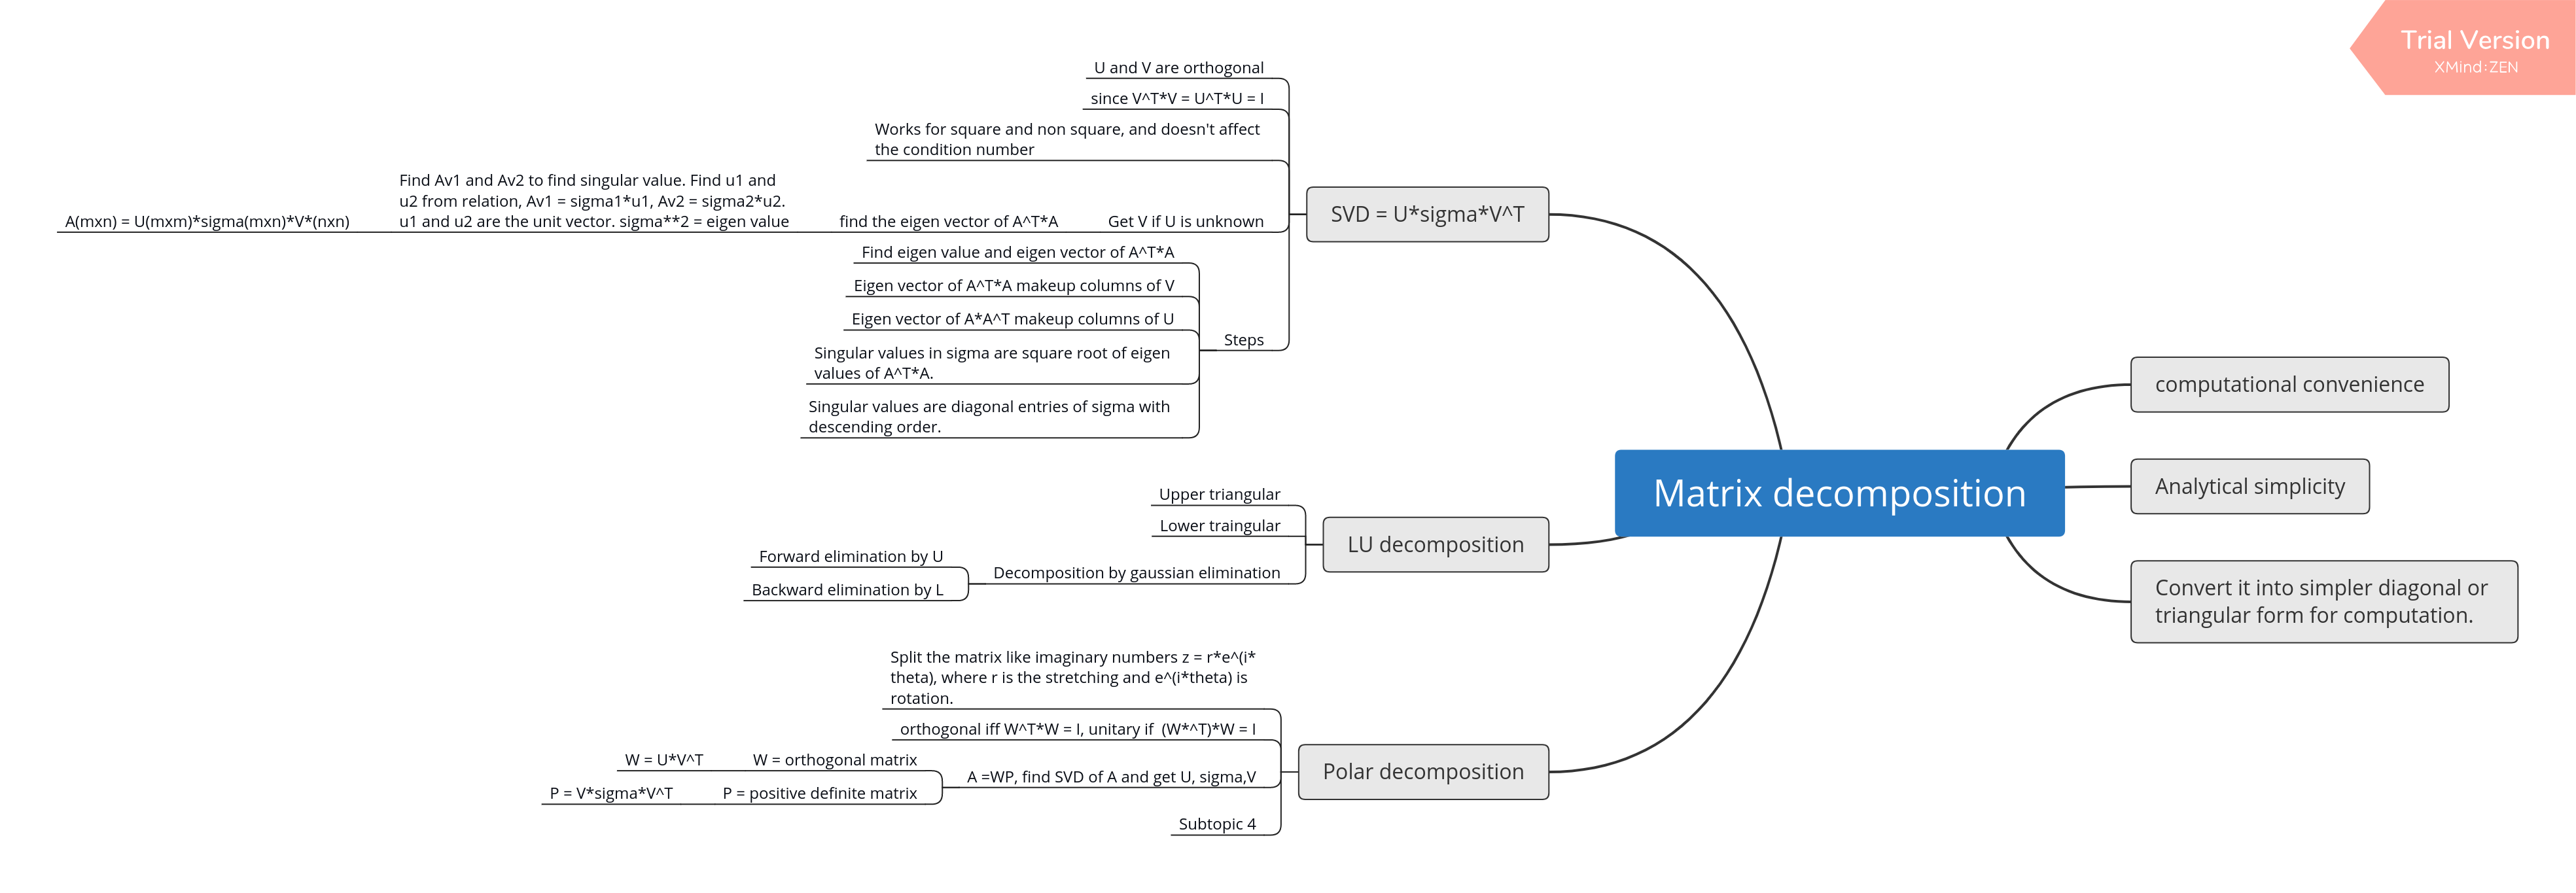 Trial Version
XMind:ZEN
U and V are orthogonal
since V^T*V = U^T*U = I
Works for square and non square, and doesn't affect
the condition number
Find Av1 and Av2 to find singular value. Find u1 and
u2 from relation, Av1 = sigma1*u1, Av2 = sigma2*u2.
A(mxn) = U(mxm)*sigma(mxn)*V*(nxn)
u1 and u2 are the unit vector. sigma**2 = eigen value
find the eigen vector of A^T*A
Get V if U is unknown
SVD = U*sigma*V^T
Find eigen value and eigen vector of A^T*A
Eigen vector of A^T*A makeup columns of V
Eigen vector of A*A^T makeup columns of U
Steps
Singular values in sigma are square root of eigen
values of A^T*A.
Singular values are diagonal entries of sigma with
descending order.
computational convenience
Matrix decomposition
Analytical simplicity
Convert it into simpler diagonal or
triangular form for computation.
Upper triangular
Lower traingular
LU decomposition
Forward elimination by U
Decomposition by gaussian elimination
Backward elimination by L
Split the matrix like imaginary numbers z = r*e^(i*
theta), where r is the stretching and e^(i*theta) is
rotation.
orthogonal iff W^T*W = I, unitary if  (W*^T)*W = I
W = U*V^T
W = orthogonal matrix
A =WP, find SVD of A and get U, sigma,V
Polar decomposition
P = V*sigma*V^T
P = positive definite matrix
Subtopic 4